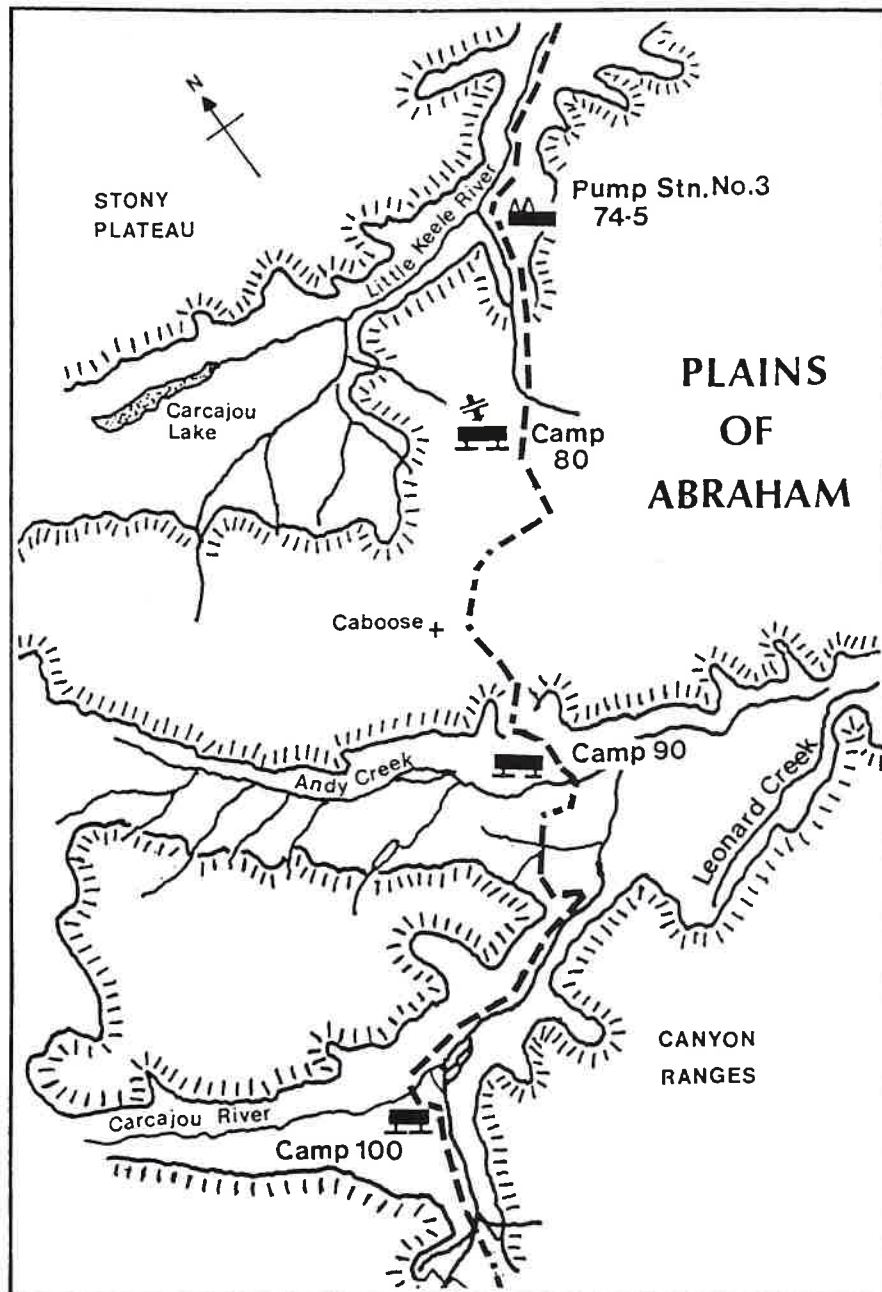 N
STONY
PLATEAU
Little Keele River
Pump Stn. No.3
74-5
Carcajou
Lake
Camp
80
PLAINS
OF
ABRAHAM
Caboose
Camp 90
Andy Creek
Leonard Creek
CANYON
RANGES
Carcajou River
Camp 100